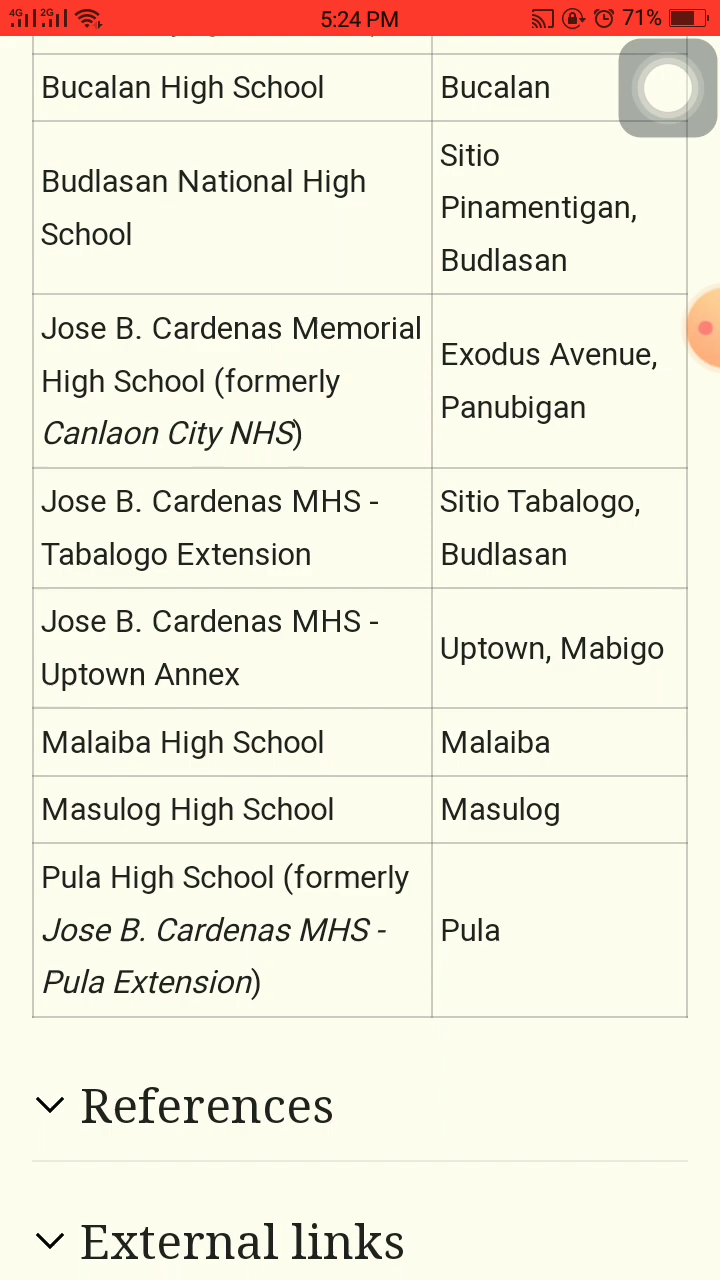 4G 2G 5:24 PM 71%
Bucalan High School Bucalan
Budlasan National High
School
Sitio
Pinamentigan,
Budlasan
Jose B. Cardenas Memorial
High School (formerly
Canlaon City NHS)
Exodus Avenue,
Panubigan
Jose B. Cardenas MHS -
Tabalogo Extension
Sitio Tabalogo,
Budlasan
Jose B. Cardenas MHS -
Uptown Annex
Uptown, Mabigo
Malaiba High School Malaiba
Masulog High School Masulog
Pula High School (formerly
Jose B. Cardenas MHS -
Pula Extension)
Pula
References
External links